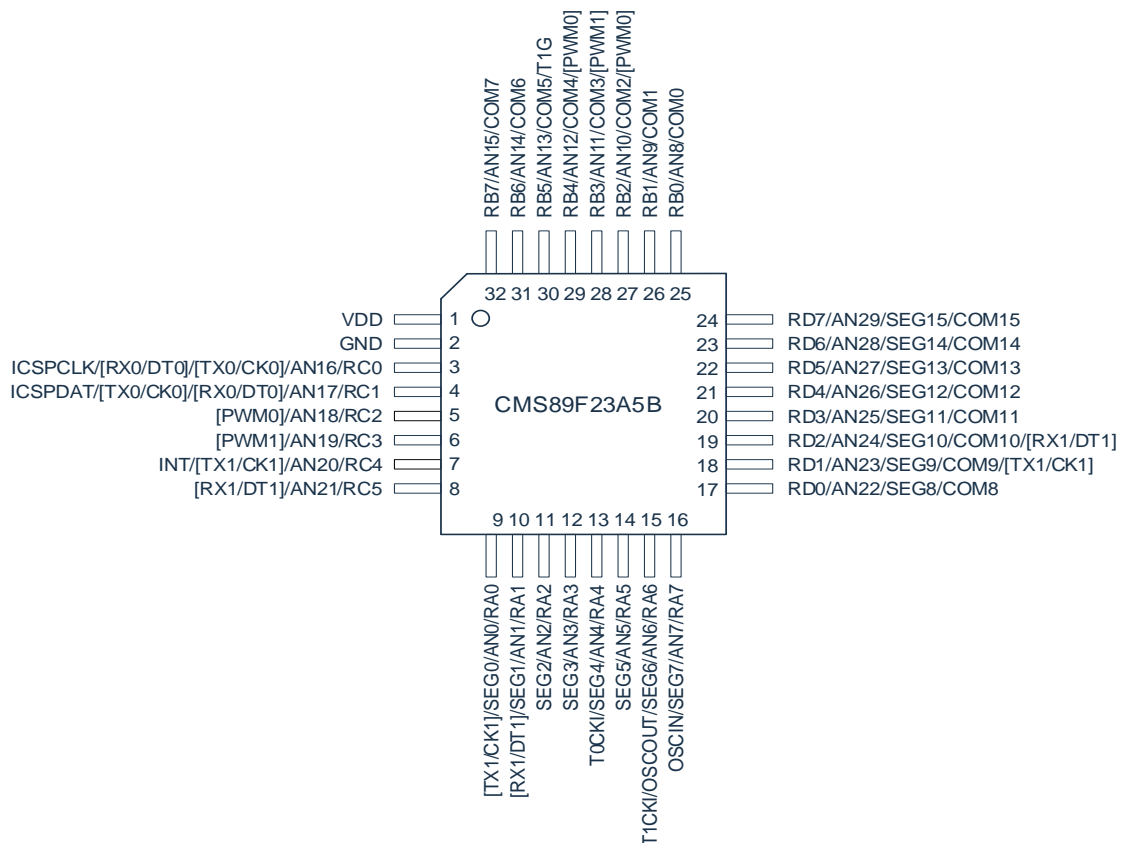 RB7/AN15/COM7
RB6/AN14/COM6
RB5/AN13/COM5/T1G
RB4/AN12/COM4/[PWM0]
RB3/AN11/COM3/[PWM1]
RB2/AN10/COM2/[PWM0]
RB1/AN9/COM1
RB0/AN8/COM0
32 31 30 29 28 27 26 25
VDD 1
GND 2
ICSPCLK/[RX0/DT0]/[TX0/CK0]/AN16/RC0 3
ICSPDAT/[TX0/CK0]/[RX0/DT0]/AN17/RC1 4
[PWM0]/AN18/RC2 5
[PWM1]/AN19/RC3 6
INT/[TX1/CK1]/AN20/RC4 7
[RX1/DT1]/AN21/RC5 8
CMS89F23A5B
24 RD7/AN29/SEG15/COM15
23 RD6/AN28/SEG14/COM14
22 RD5/AN27/SEG13/COM13
21 RD4/AN26/SEG12/COM12
20 RD3/AN25/SEG11/COM11
19 RD2/AN24/SEG10/COM10/[RX1/DT1]
18 RD1/AN23/SEG9/COM9/[TX1/CK1]
17 RD0/AN22/SEG8/COM8
9 10 11 12 13 14 15 16
[TX1/CK1]/SEG0/AN0/RA0
[RX1/DT1]/SEG1/AN1/RA1
SEG2/AN2/RA2
SEG3/AN3/RA3
T0CKI/SEG4/AN4/RA4
SEG5/AN5/RA5
T1CKI/OSCOUT/SEG6/AN6/RA6
OSCIN/SEG7/AN7/RA7